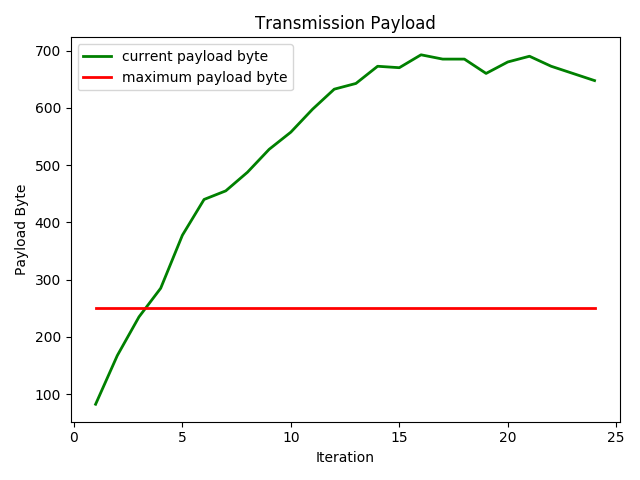 Transmission Payload
current payload byte
maximum payload byte
700
600
500
400
300
200
100
Payload Byte
0 5 10 15 20 25
Iteration